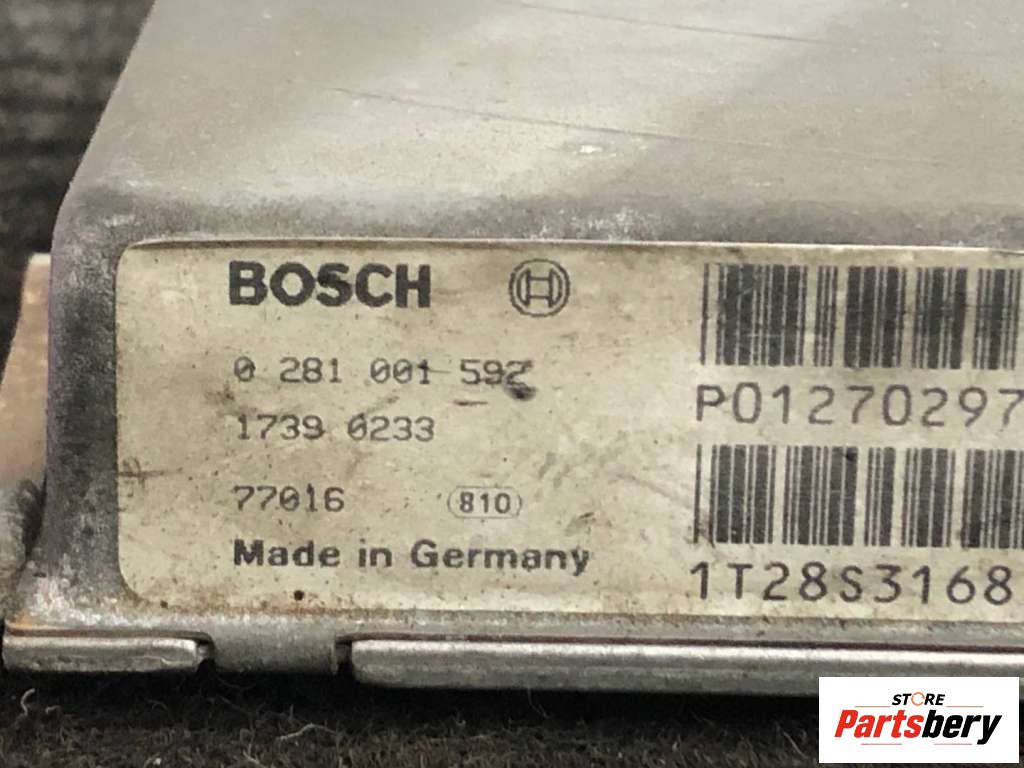 BOSCH
0 281 001 592
1739 0233
77016 810
Made in Germany
P01270297
1T28S3168
STORE
Partsbery